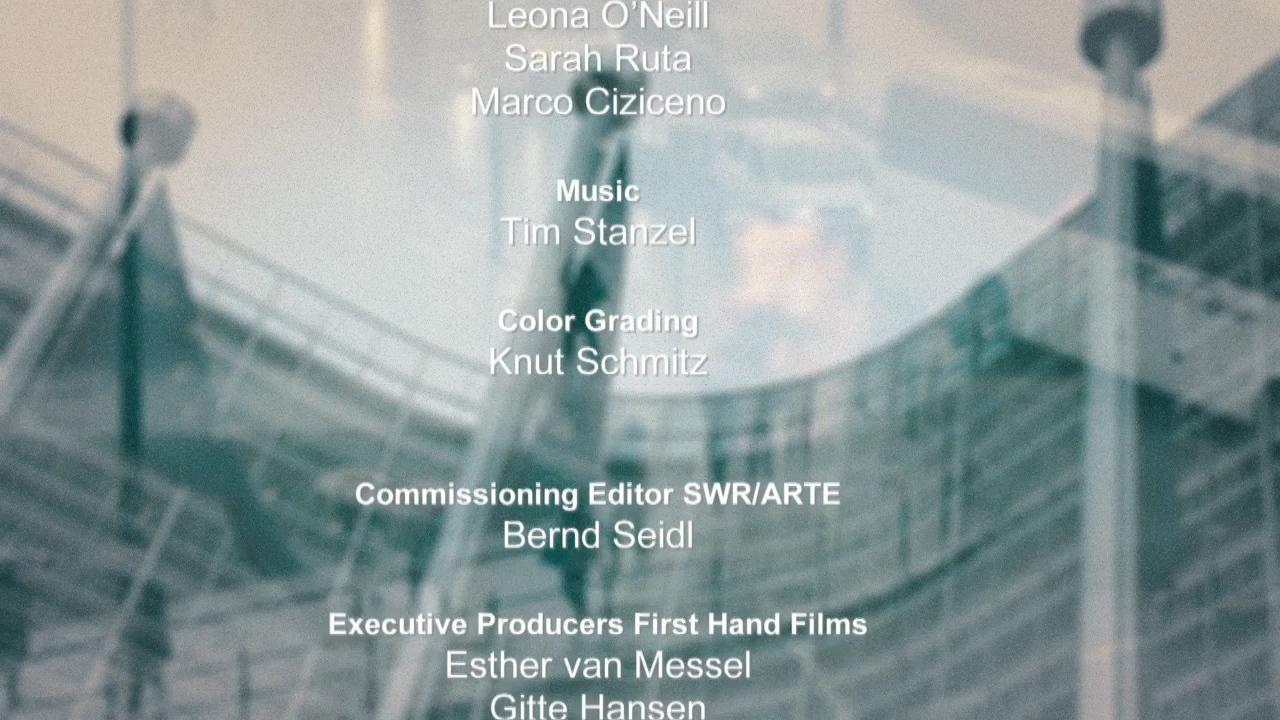 Leona O’Neill
Sarah Ruta
Marco Ciziceno
Music
Tim Stanzel
Color Grading
Knut Schmitz
Commissioning Editor SWR/ARTE
Bernd Seidl
Executive Producers First Hand Films
Esther van Messel
Gitte Hansen